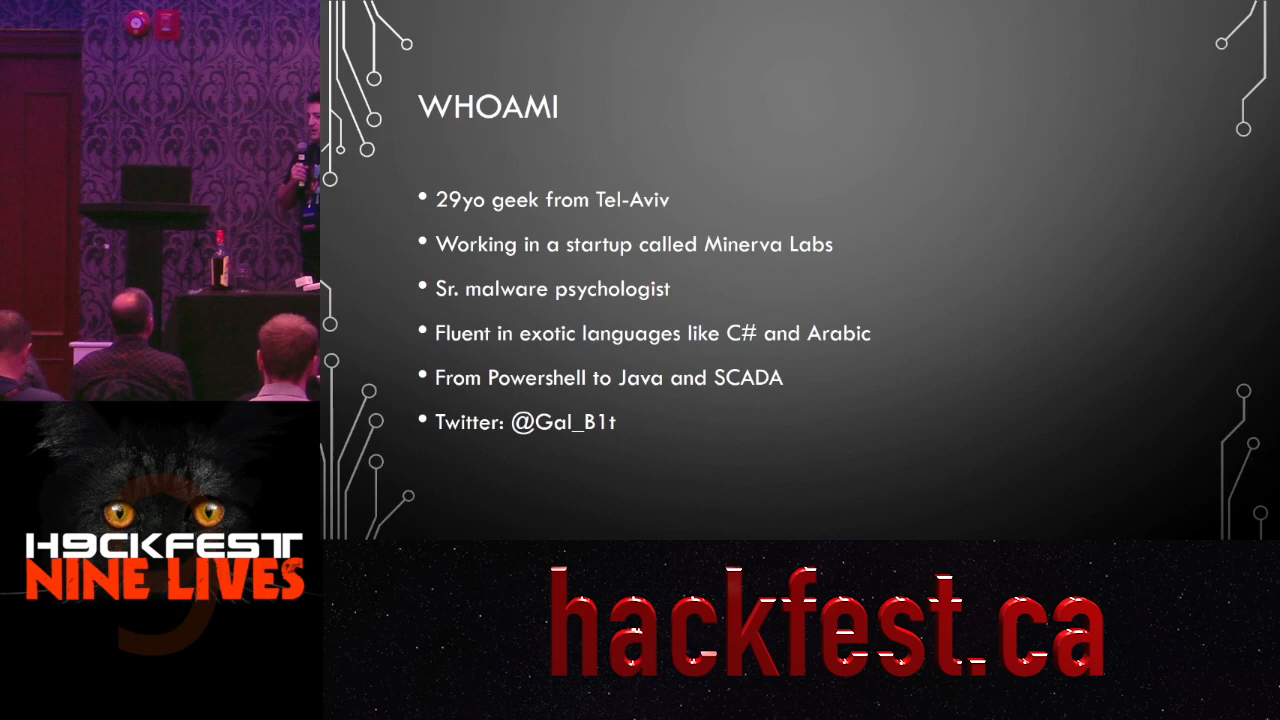 WHOAMI
• 29yo geek from Tel-Aviv
• Working in a startup called Minerva Labs
• Sr. malware psychologist
• Fluent in exotic languages like C# and Arabic
• From Powershell to Java and SCADA
• Twitter: @Gal_B1t
H9CKFEST
NINE LIVES
hackfest.ca